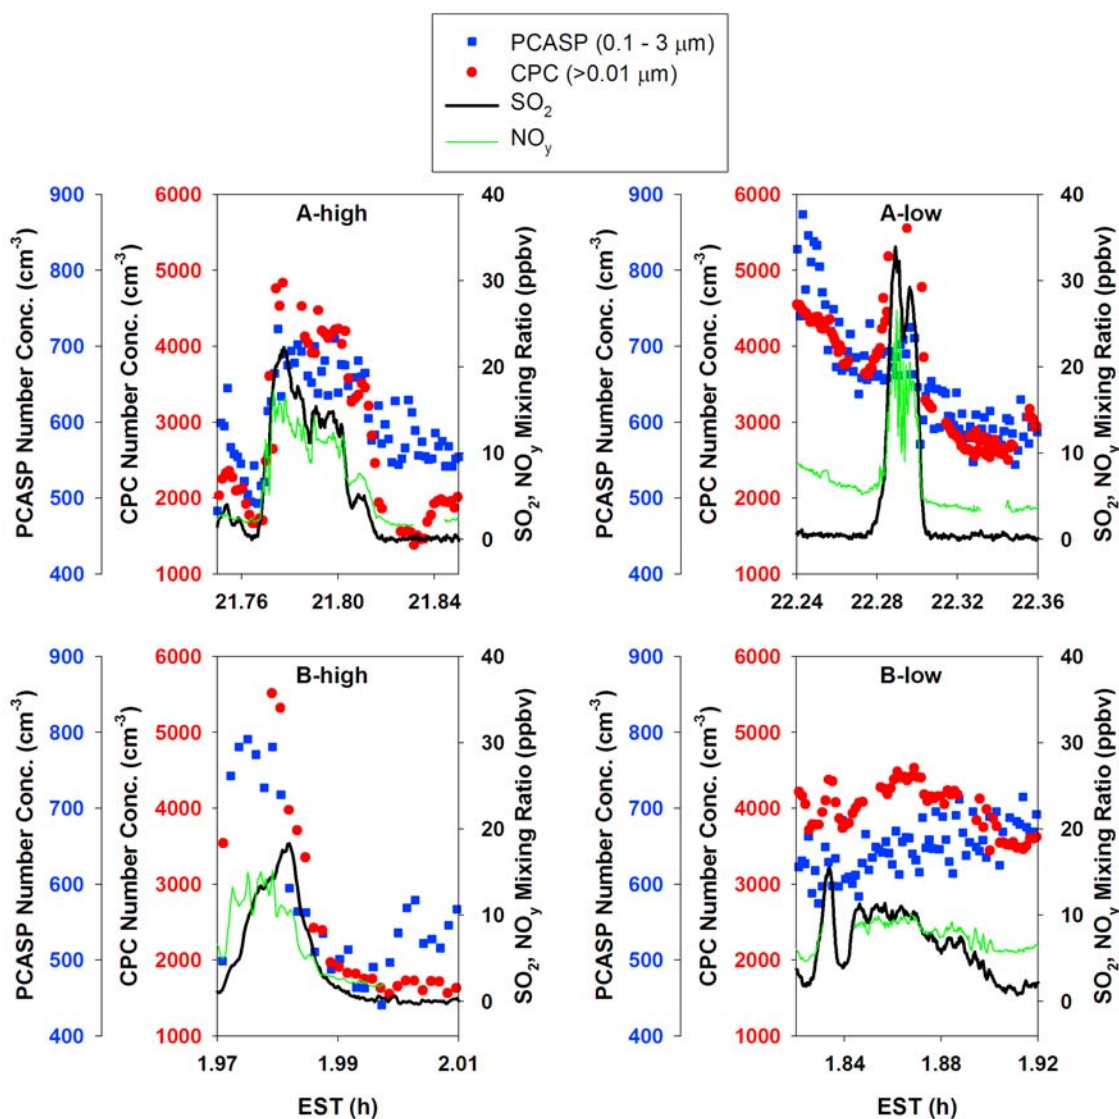 PCASP (0.1 - 3 μm)
CPC (>0.01 μm)
SO2
NOy
A-high
PCASP Number Conc. (cm-3)
900
800
700
600
500
400
CPC Number Conc. (cm-3)
6000
5000
4000
3000
2000
1000
SO2, NOy Mixing Ratio (ppbv)
40
30
20
10
0
21.76 21.80 21.84
A-low
PCASP Number Conc. (cm-3)
900
800
700
600
500
400
CPC Number Conc. (cm-3)
6000
5000
4000
3000
2000
1000
SO2, NOy Mixing Ratio (ppbv)
40
30
20
10
0
22.24 22.28 22.32 22.36
B-high
PCASP Number Conc. (cm-3)
900
800
700
600
500
400
CPC Number Conc. (cm-3)
6000
5000
4000
3000
2000
1000
SO2, NOy Mixing Ratio (ppbv)
40
30
20
10
0
1.97 1.99 2.01
EST (h)
B-low
PCASP Number Conc. (cm-3)
900
800
700
600
500
400
CPC Number Conc. (cm-3)
6000
5000
4000
3000
2000
1000
SO2, NOy Mixing Ratio (ppbv)
40
30
20
10
0
1.84 1.88 1.92
EST (h)